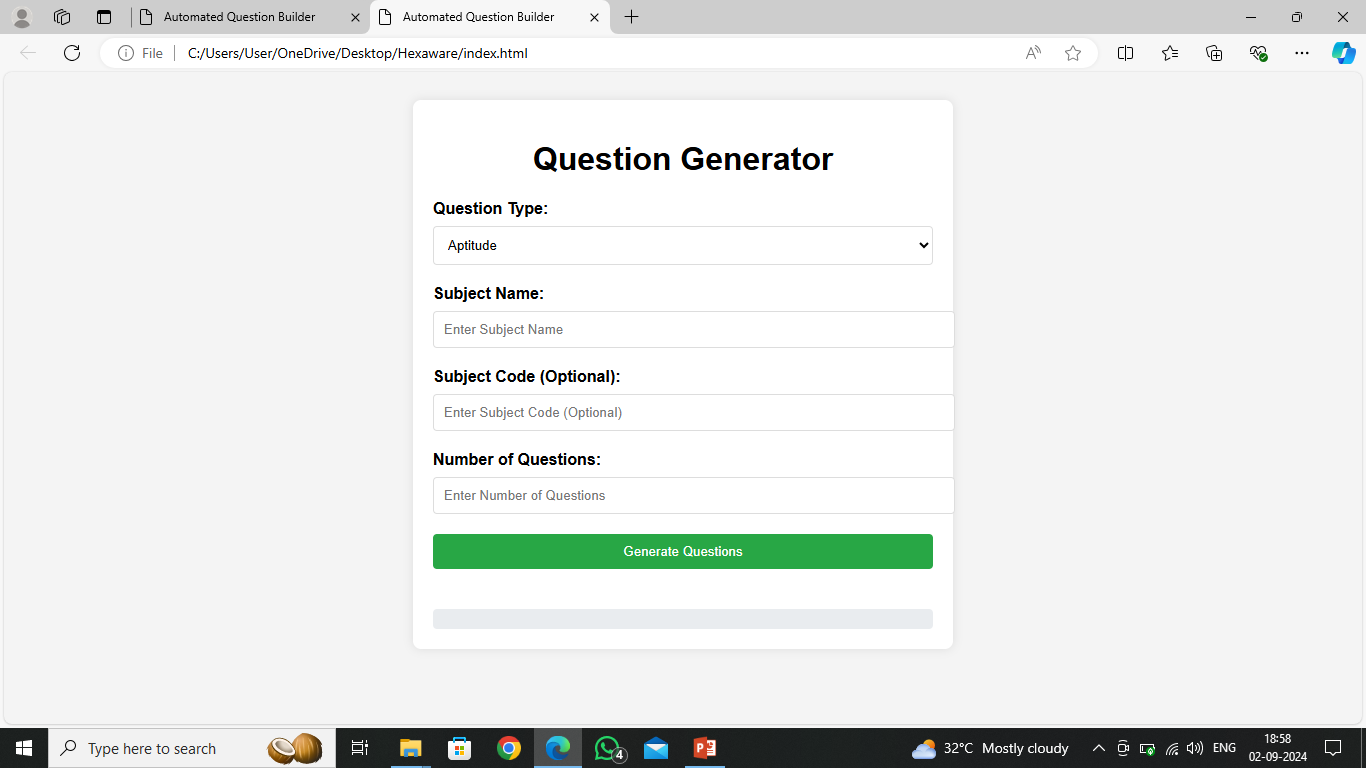 Automated Question Builder
Automated Question Builder
File
C:/Users/User/OneDrive/Desktop/Hexaware/index.html
Question Generator
Question Type:
Aptitude
Subject Name:
Enter Subject Name
Subject Code (Optional):
Enter Subject Code (Optional)
Number of Questions:
Enter Number of Questions
Generate Questions
Type here to search
4
32°C Mostly cloudy
ENG
18:58
02-09-2024